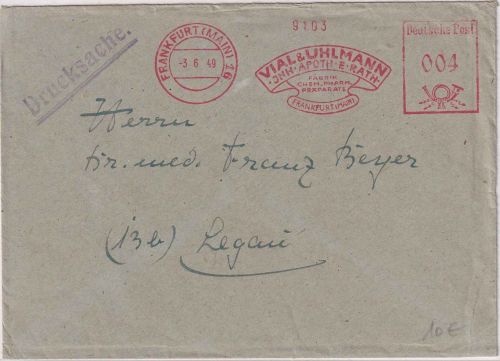 Drucksache.
FRANKFURT (MAIN) 16
-3.6.49
9103
VIAL & UHLMANN
INH·APOTH·E·RATH
FABRIK
CHEM. PHARM.
PRÄPARATE
FRANKFURT (MAIN)
Deutsche Post
004
Herrn
Dr. med. Franz Beyer
(13b) Legau
10€